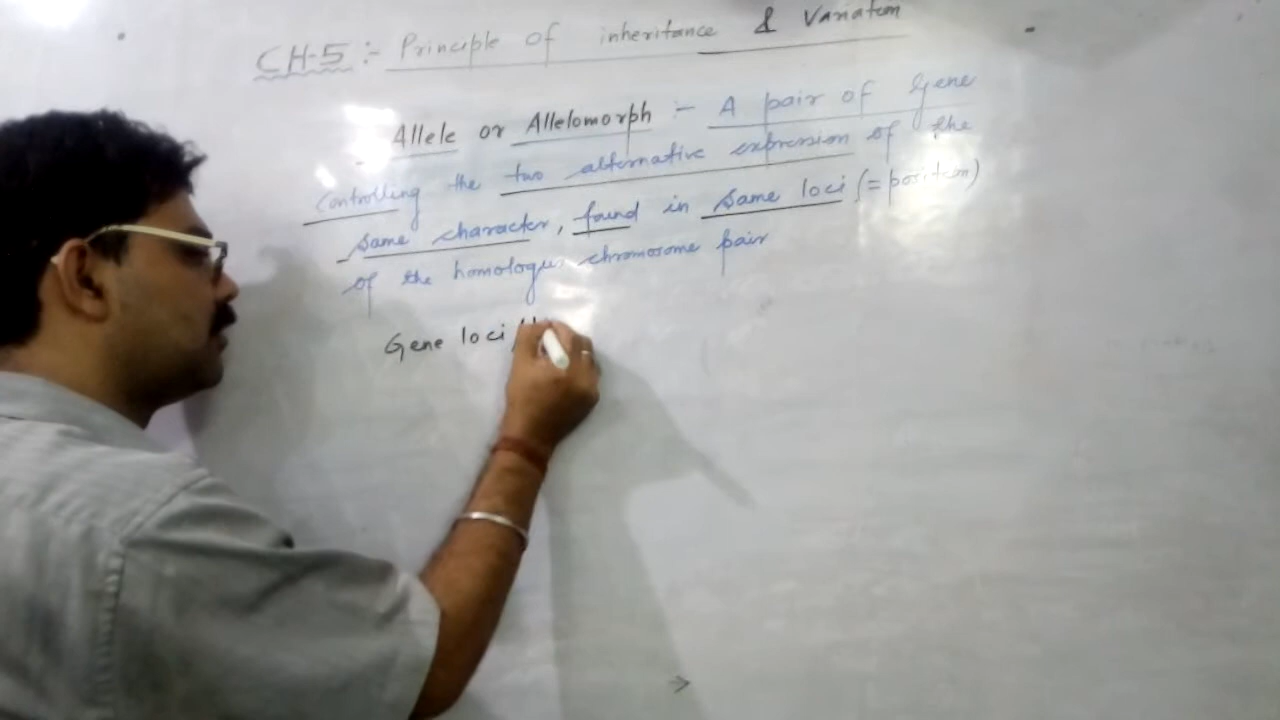 CH-5 :- Principle of inheritance & Variation
Allele or Allelomorph :- A pair of Gene
Controlling the two alternative expression of the
same character, found in same loci (= position)
of the homologus chromosome pair
Gene loci